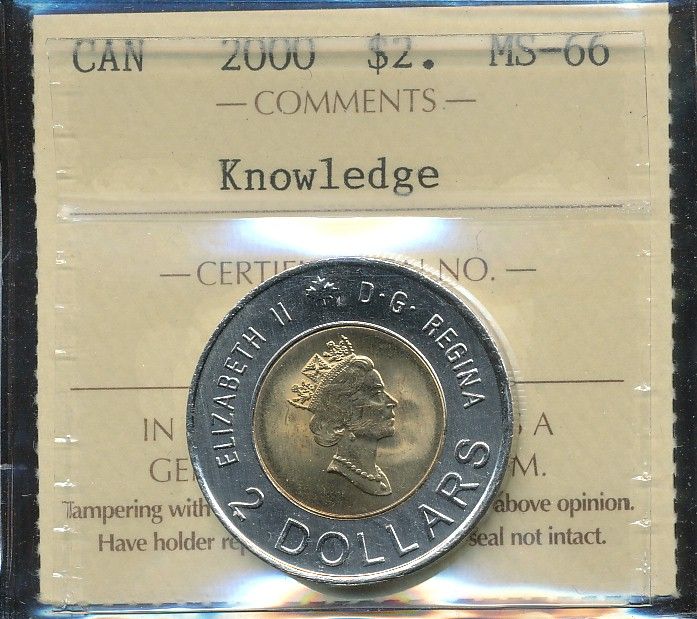 CAN 2000 $2. MS-66
— COMMENTS —
Knowledge
— CERTIF NO. —
ELIZABETH II D·G· REGINA
2 DOLLARS
IN A
GE M.
Tampering with above opinion.
Have holder rep seal not intact.